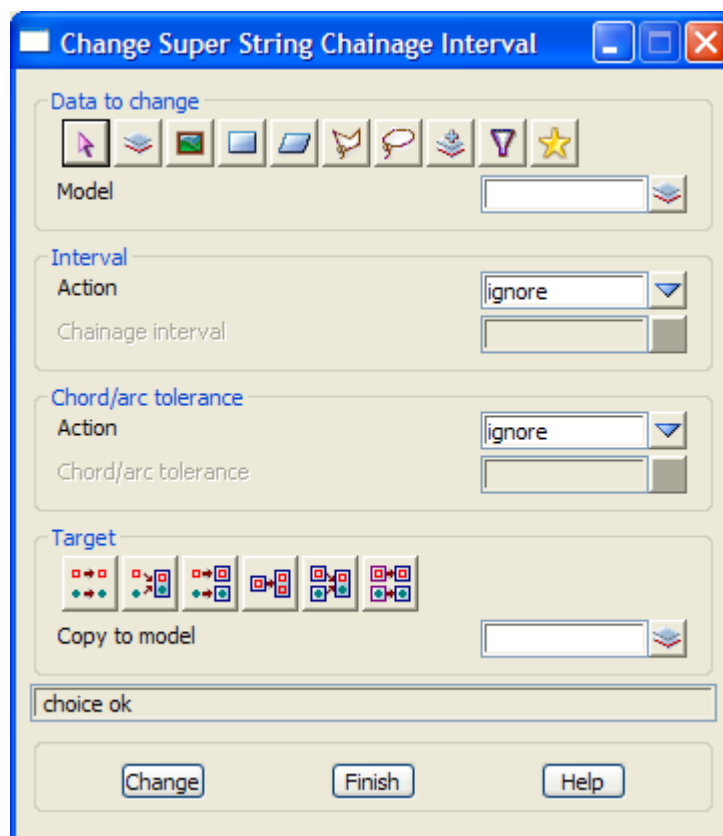 Change Super String Chainage Interval
Data to change
Model
Interval
Action ignore
Chainage interval
Chord/arc tolerance
Action ignore
Chord/arc tolerance
Target
Copy to model
choice ok
Change Finish Help